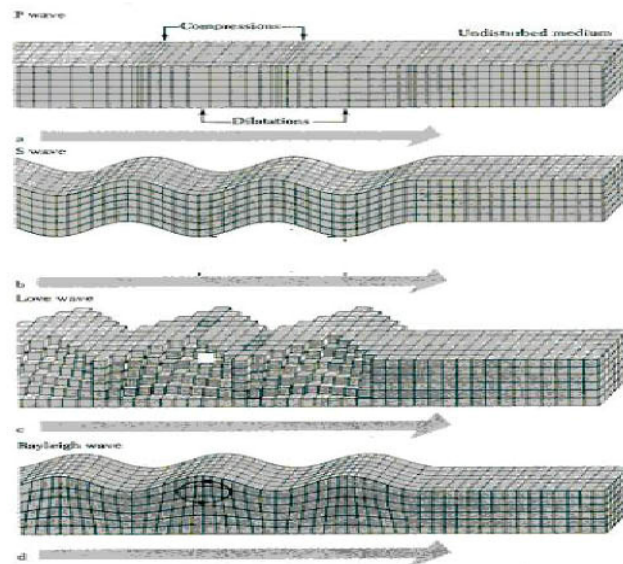 P wave
Compressions
Undisturbed medium
Dilatations
a
S wave
b
Love wave
c
Rayleigh wave
d